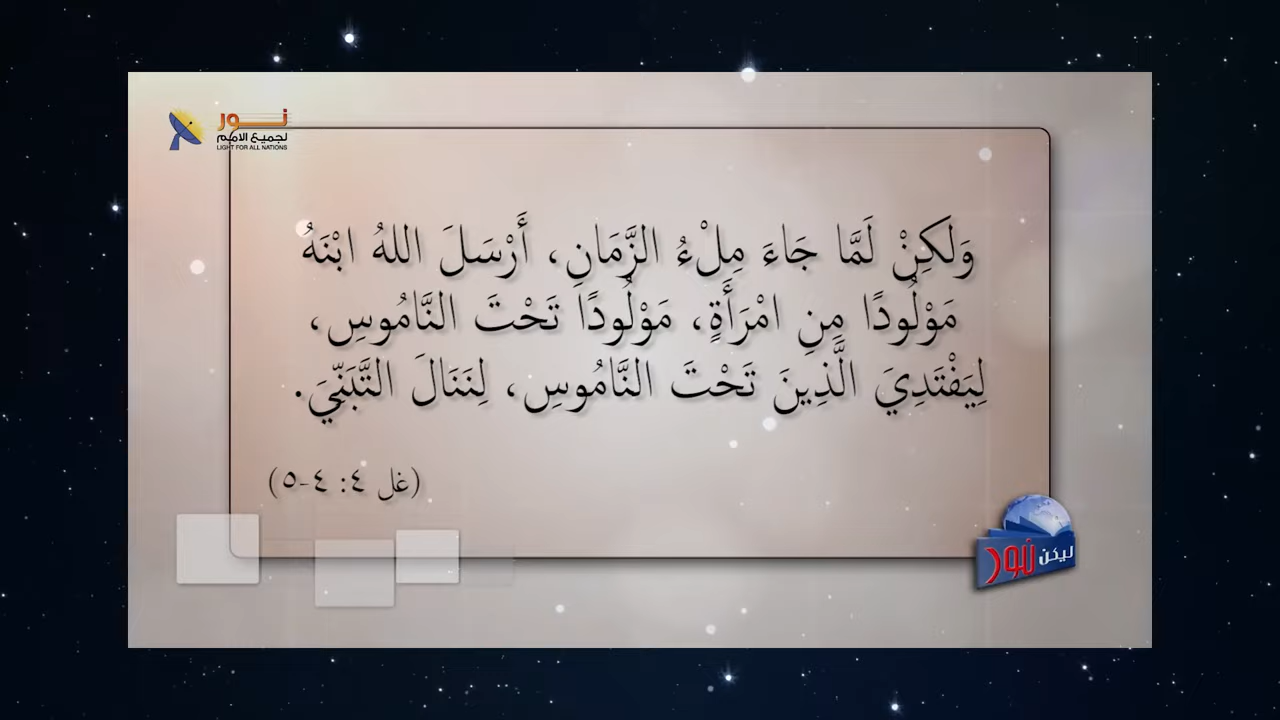 نور
لجميع الامم
LIGHT FOR ALL NATIONS
وَلكِنْ لَمَّا جَاءَ مِلْءُ الزَّمَانِ، أَرْسَلَ اللهُ ابْنَهُ
مَوْلُودًا مِنِ امْرَأَةٍ، مَوْلُودًا تَحْتَ النَّامُوسِ،
لِيَفْتَدِيَ الَّذِينَ تَحْتَ النَّامُوسِ، لِنَنَالَ التَّبَنِّيَ.
(غل ٤: ٤-٥)
ليكن نور